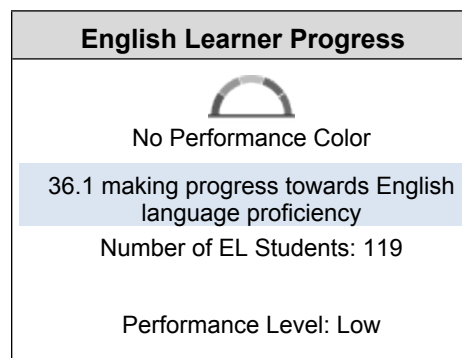 English Learner Progress
No Performance Color
36.1 making progress towards English
language proficiency
Number of EL Students: 119
Performance Level: Low